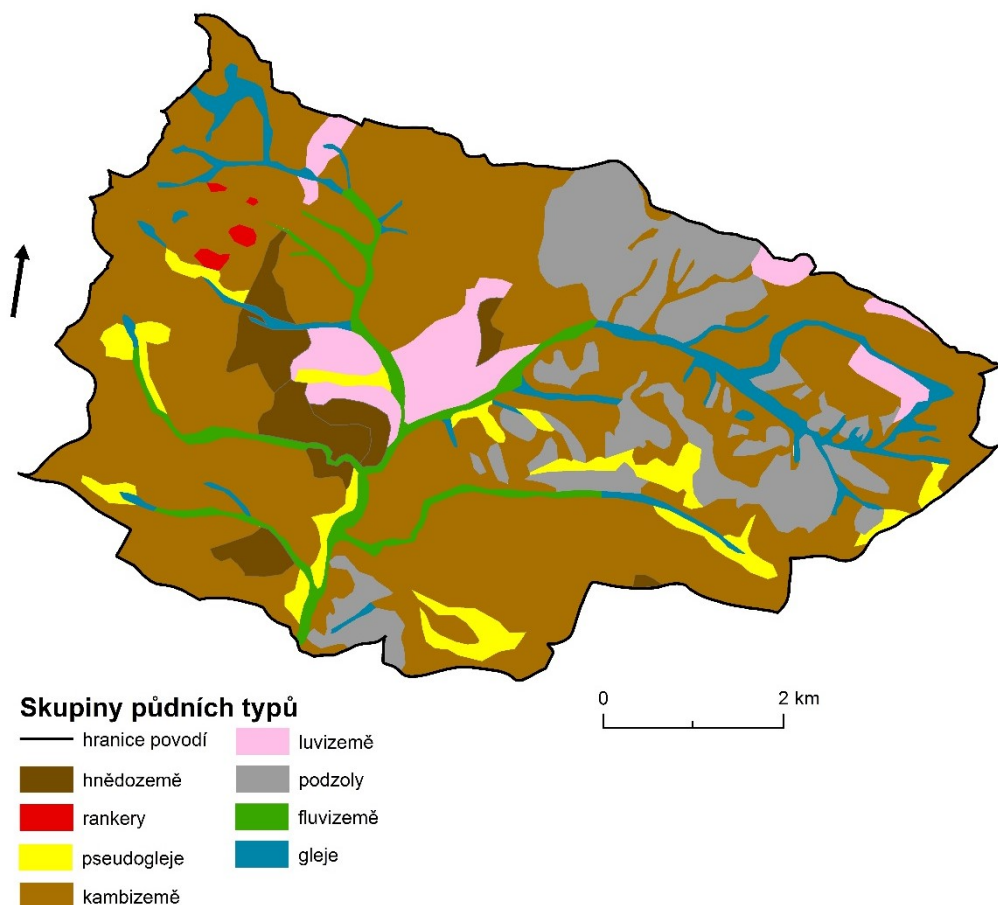 0 2 km
Skupiny půdních typů
hranice povodí
hnědozemě
rankery
pseudogleje
kambizemě
luvizemě
podzoly
fluvizemě
gleje